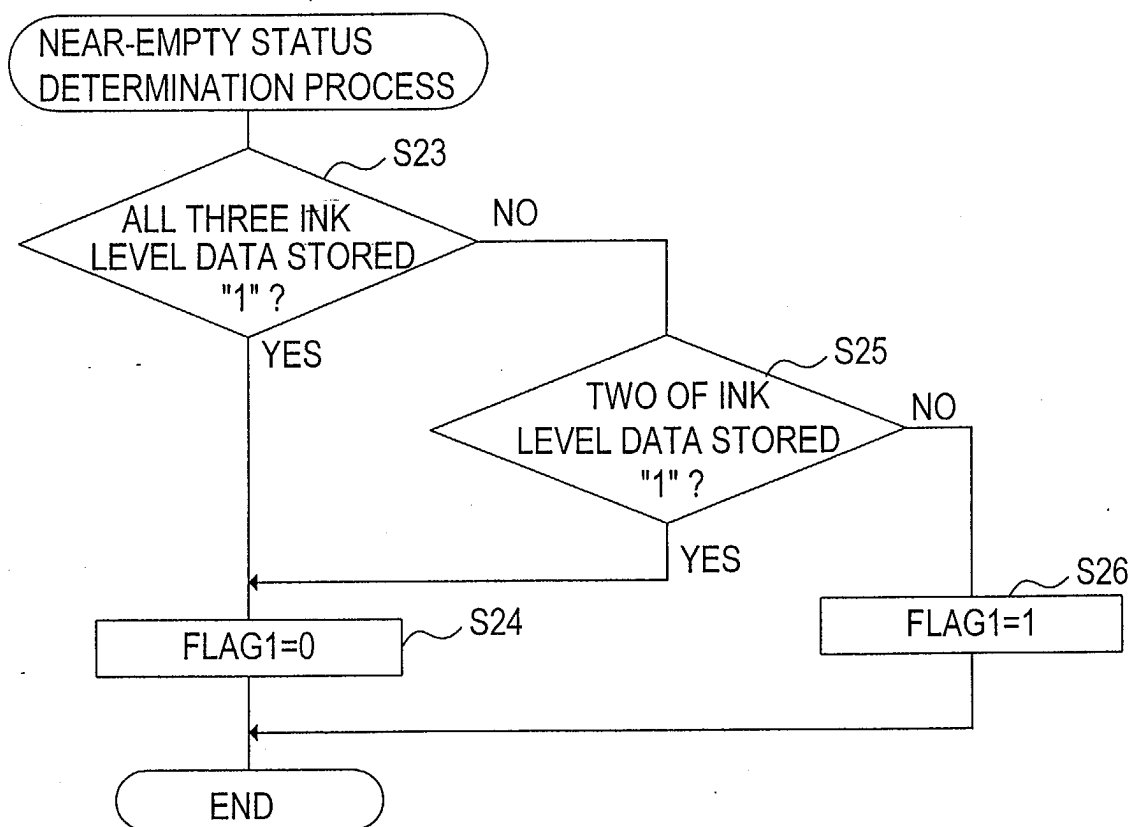 NEAR-EMPTY STATUS
DETERMINATION PROCESS
S23
ALL THREE INK
LEVEL DATA STORED
"1" ?
NO
YES
S25
TWO OF INK
LEVEL DATA STORED
"1" ?
NO
YES
S26
FLAG1=1
S24
FLAG1=0
END